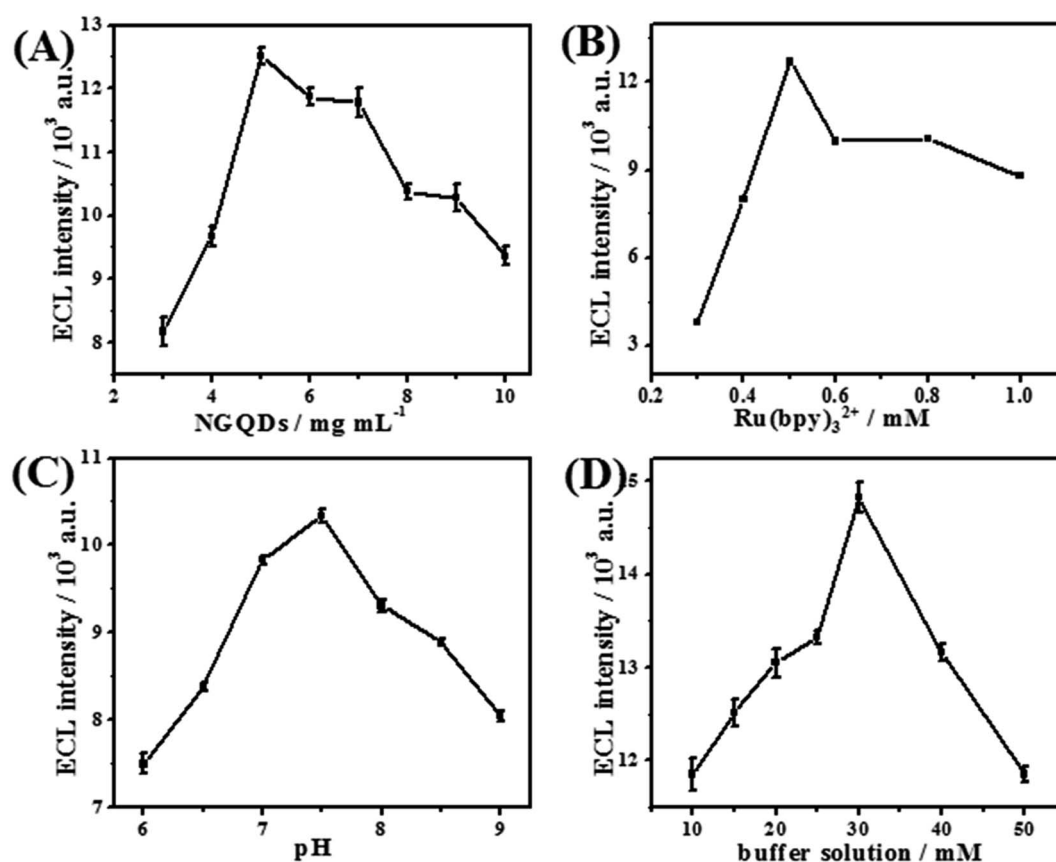 (A)
ECL intensity / 10³ a.u.
13
12
11
10
9
8
2 4 6 8 10
NGQDs / mg mL⁻¹
(B)
ECL intensity / 10³ a.u.
12
9
6
3
0.2 0.4 0.6 0.8 1.0
Ru(bpy)₃²⁺ / mM
(C)
ECL intensity / 10³ a.u.
11
10
9
8
7
6 7 8 9
pH
(D)
ECL intensity / 10³ a.u.
15
14
13
12
10 20 30 40 50
buffer solution / mM